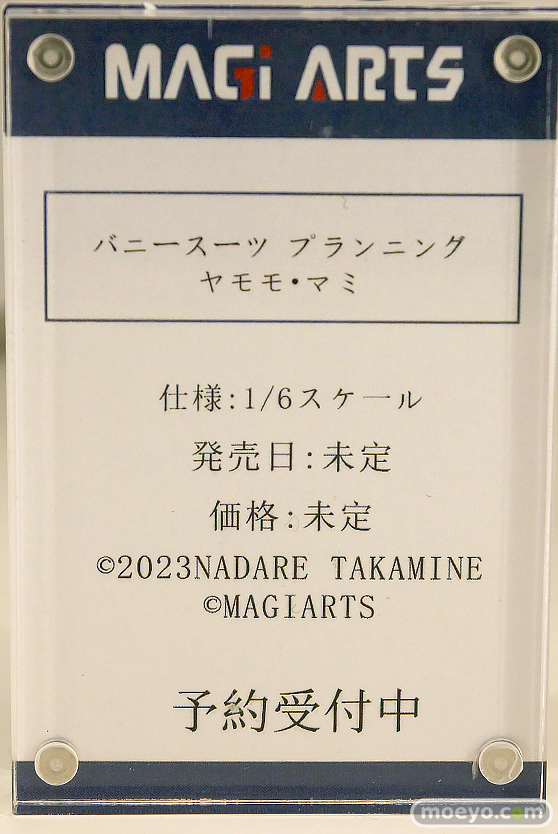 MAGi ARTS
バニースーツ プランニング
ヤモモ・マミ
仕様:1/6スケール
発売日:未定
価格:未定
©2023NADARE TAKAMINE
©MAGIARTS
予約受付中
moeyo.com